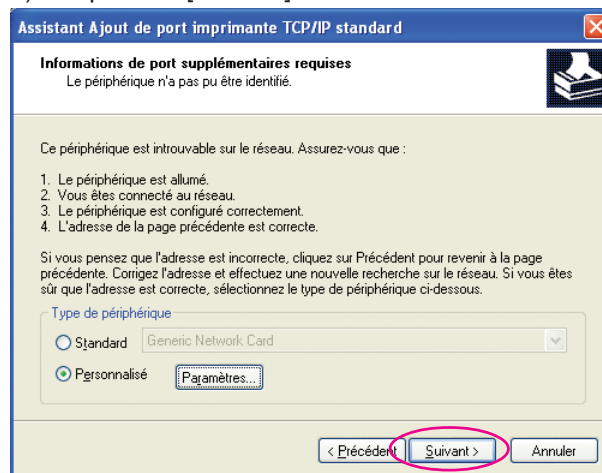 Assistant Ajout de port imprimante TCP/IP standard
Informations de port supplémentaires requises
Le périphérique n'a pas pu être identifié.
Ce périphérique est introuvable sur le réseau. Assurez-vous que :
1. Le périphérique est allumé.
2. Vous êtes connecté au réseau.
3. Le périphérique est configuré correctement.
4. L'adresse de la page précédente est correcte.
Si vous pensez que l'adresse est incorrecte, cliquez sur Précédent pour revenir à la page
précédente. Corrigez l'adresse et effectuez une nouvelle recherche sur le réseau. Si vous êtes
sûr que l'adresse est correcte, sélectionnez le type de périphérique ci-dessous.
Type de périphérique
Standard Generic Network Card
Personnalisé Paramètres...
< Précédent Suivant > Annuler